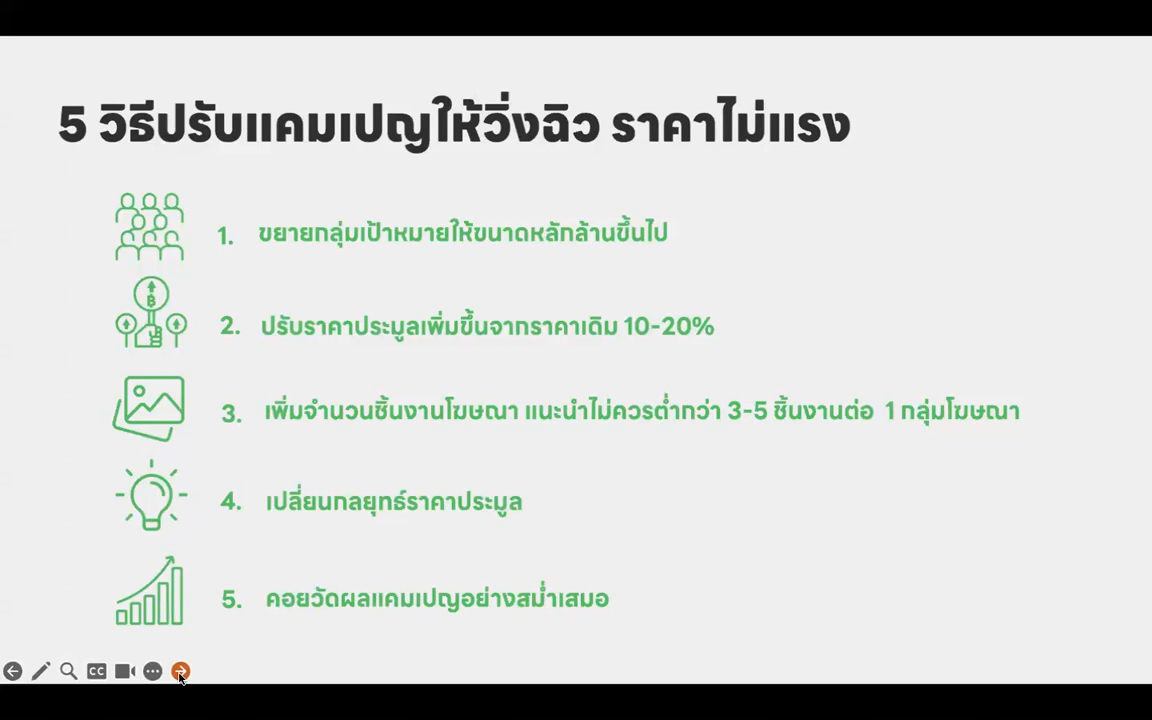 5 วิธีปรับแคมเปญให้วิ่งฉิว ราคาไม่แรง
1. ขยายกลุ่มเป้าหมายให้ขนาดหลักล้านขึ้นไป
2. ปรับราคาประมูลเพิ่มขึ้นจากราคาเดิม 10-20%
3. เพิ่มจำนวนชิ้นงานโฆษณา แนะนำไม่ควรต่ำกว่า 3-5 ชิ้นงานต่อ 1 กลุ่มโฆษณา
4. เปลี่ยนกลยุทธ์ราคาประมูล
5. คอยวัดผลแคมเปญอย่างสม่ำเสมอ
CC